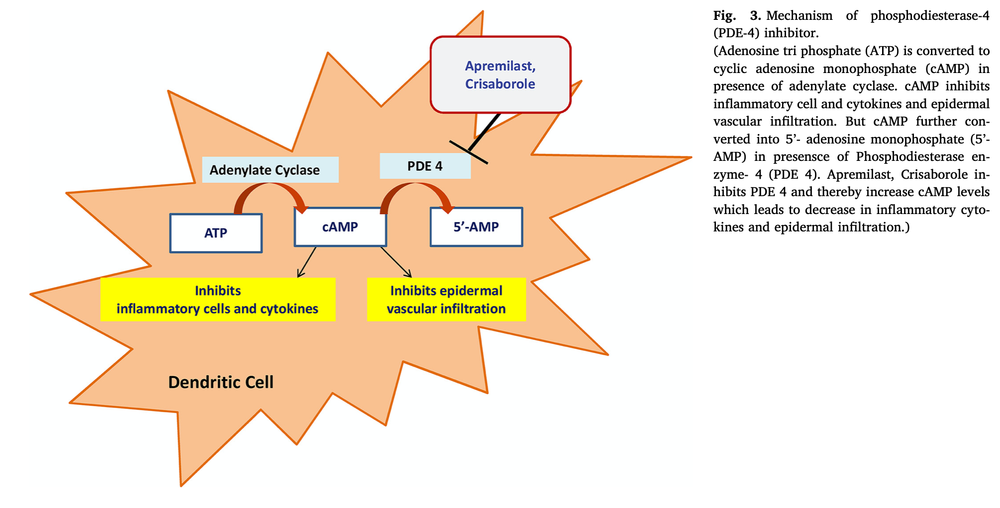 Apremilast,
Crisaborole
Adenylate Cyclase
PDE 4
ATP
cAMP
5’-AMP
Inhibits
inflammatory cells and cytokines
Inhibits epidermal
vascular infiltration
Dendritic Cell
Fig. 3. Mechanism of phosphodiesterase-4
(PDE-4) inhibitor.
(Adenosine tri phosphate (ATP) is converted to
cyclic adenosine monophosphate (cAMP) in
presence of adenylate cyclase. cAMP inhibits
inflammatory cell and cytokines and epidermal
vascular infiltration. But cAMP further con-
verted into 5’- adenosine monophosphate (5’-
AMP) in presensce of Phosphodiesterase en-
zyme- 4 (PDE 4). Apremilast, Crisaborole in-
hibits PDE 4 and thereby increase cAMP levels
which leads to decrease in inflammatory cyto-
kines and epidermal infiltration.)